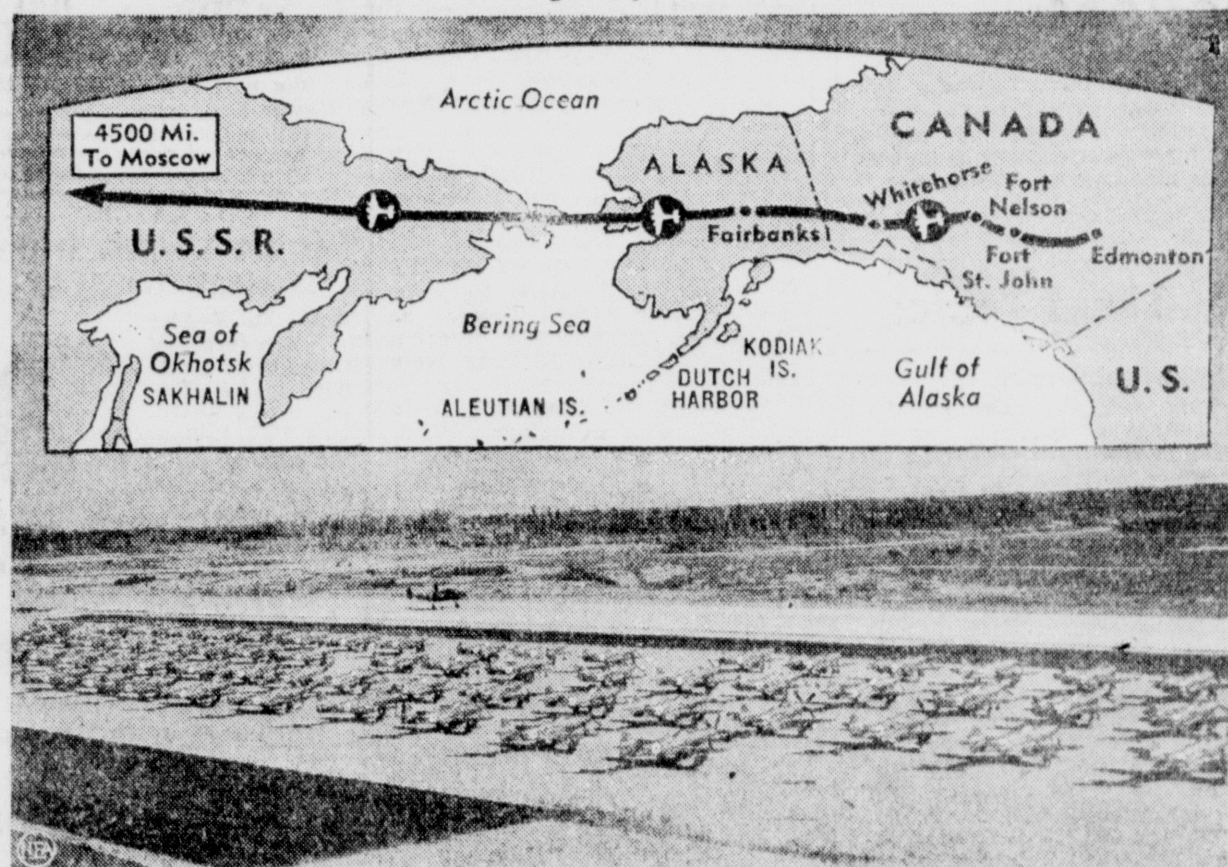 Arctic Ocean
4500 Mi.
To Moscow
CANADA
ALASKA
Whitehorse
Fort
Nelson
U.S.S.R.
Fairbanks
Fort
St. John
Edmonton
Sea of
Okhotsk
SAKHALIN
Bering Sea
KODIAK
IS.
DUTCH
HARBOR
ALEUTIAN IS.
Gulf of
Alaska
U.S.
NEA